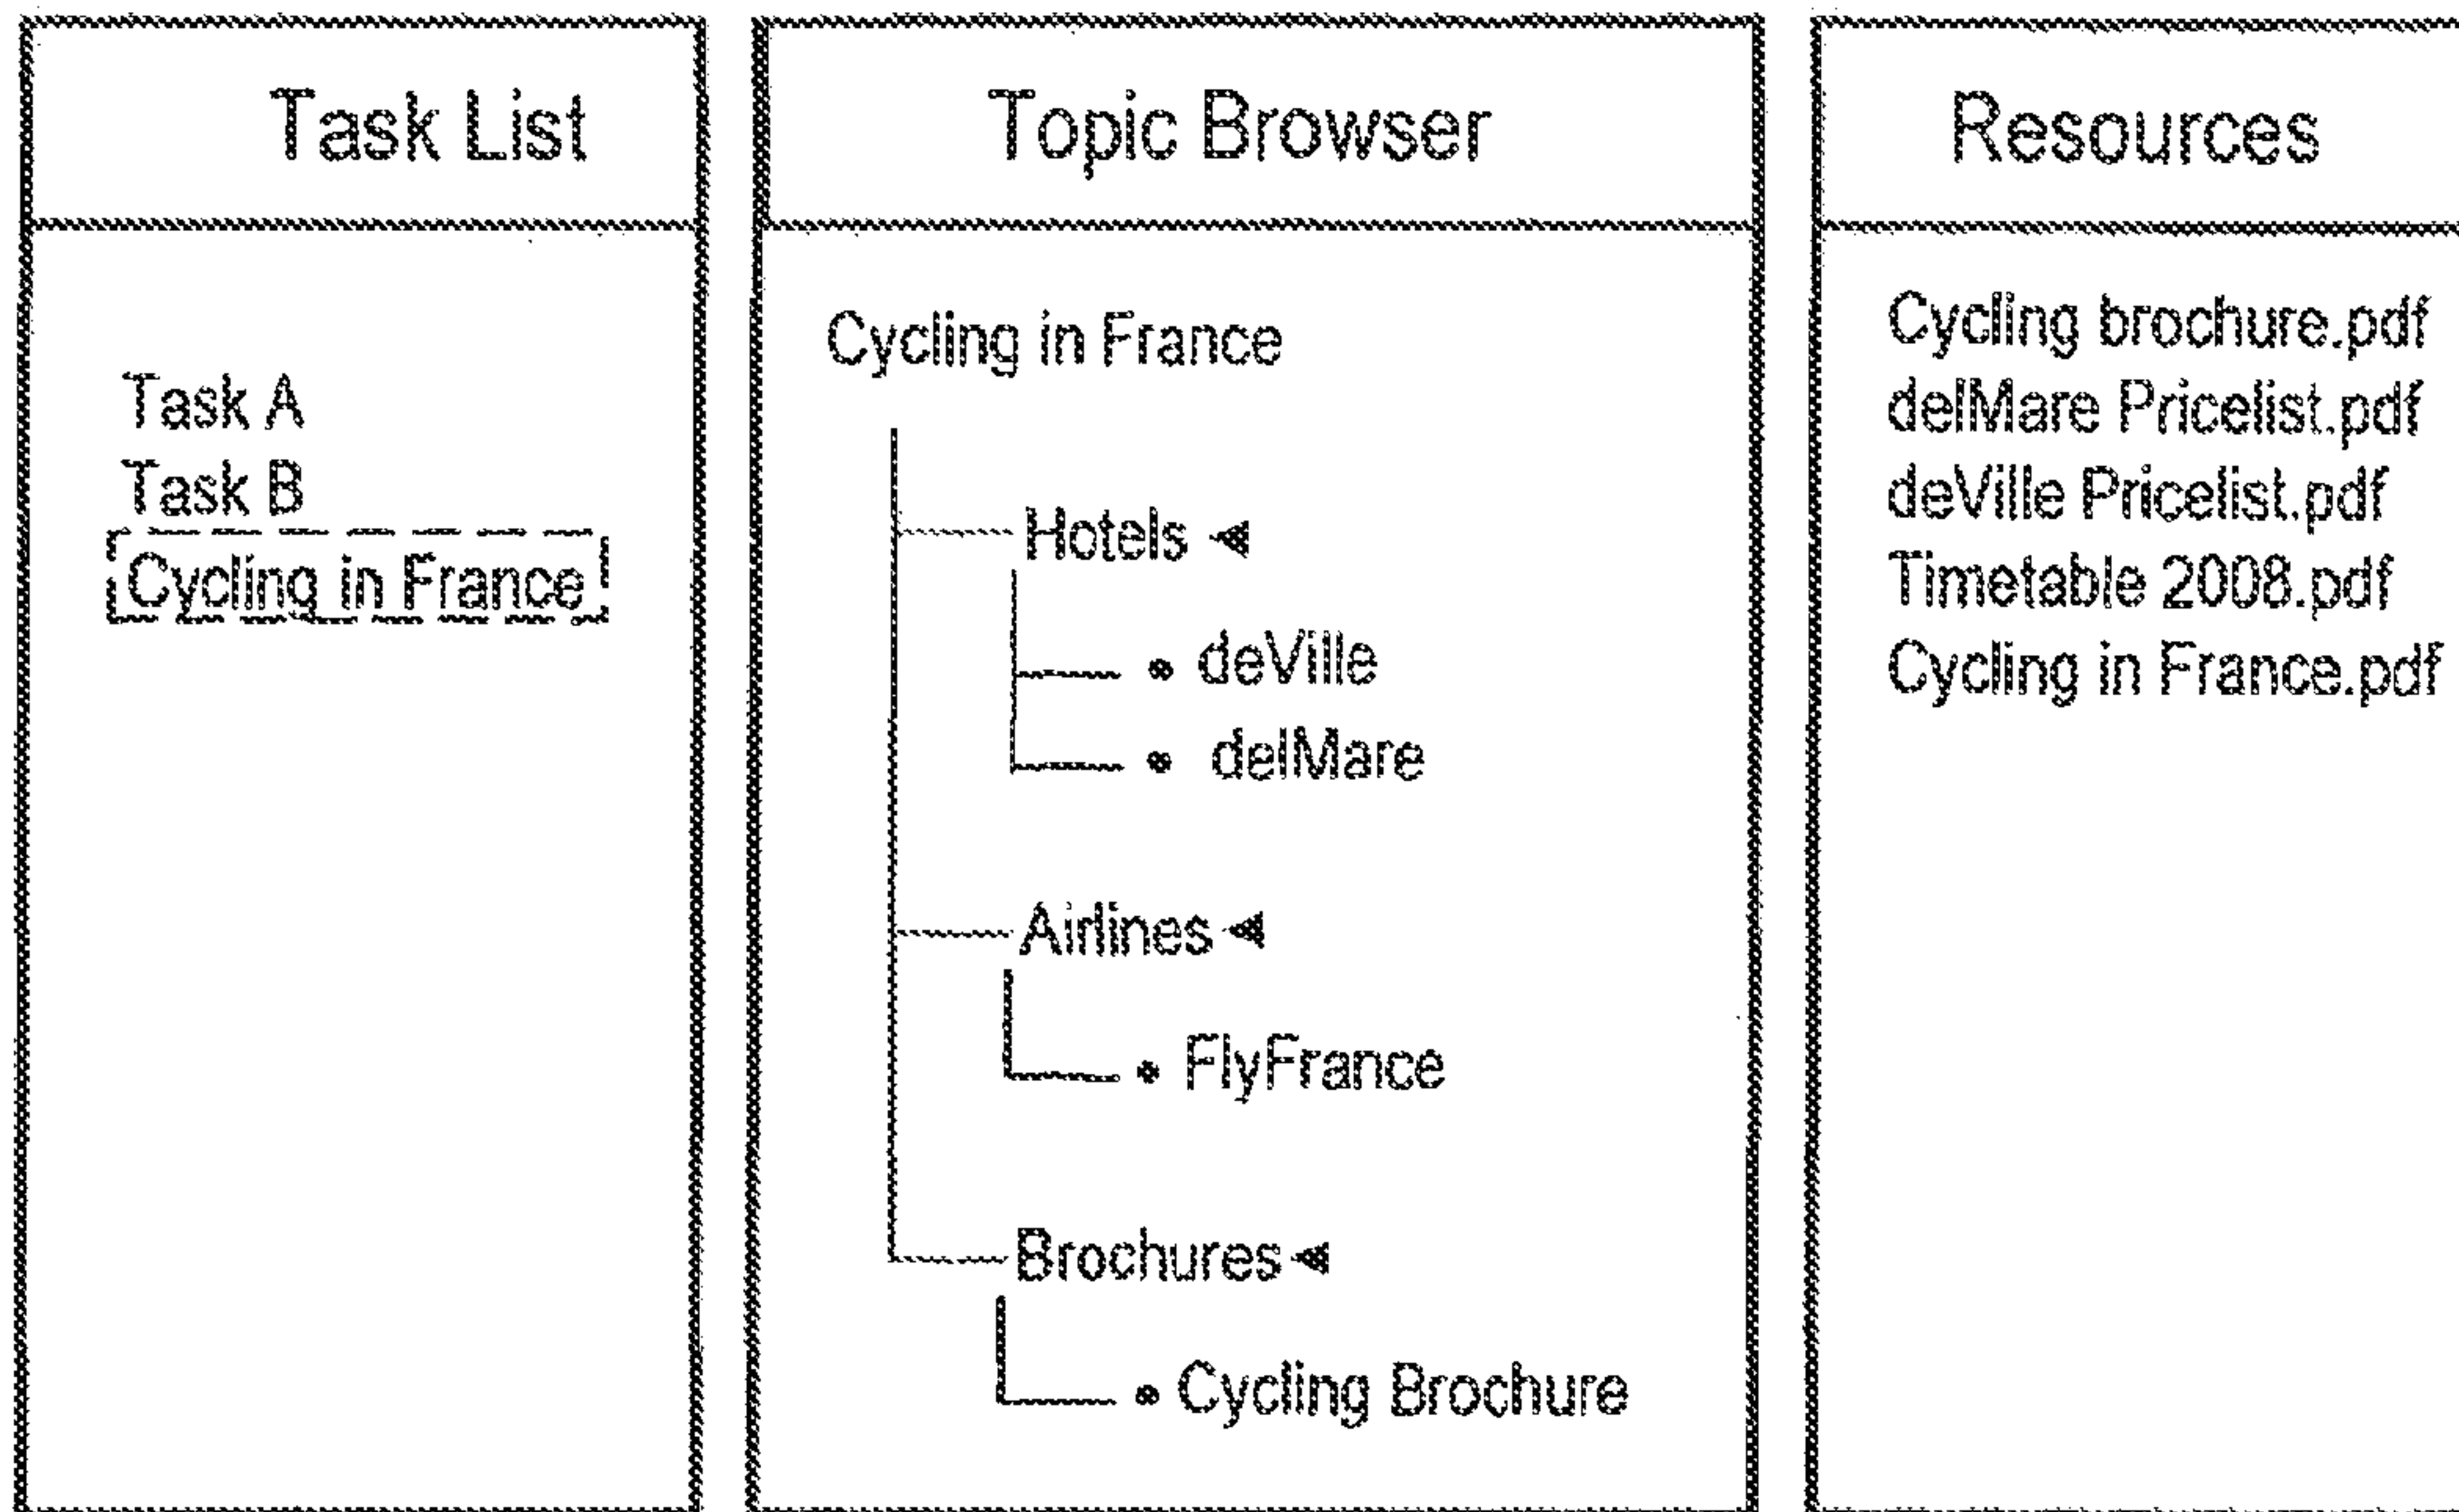 Task List
Task A
Task B
Cycling in France
Topic Browser
Cycling in France
Hotels
deVille
delMare
Airlines
FlyFrance
Brochures
Cycling Brochure
Resources
Cycling brochure.pdf
delMare Pricelist.pdf
deVille Pricelist.pdf
Timetable 2008.pdf
Cycling in France.pdf